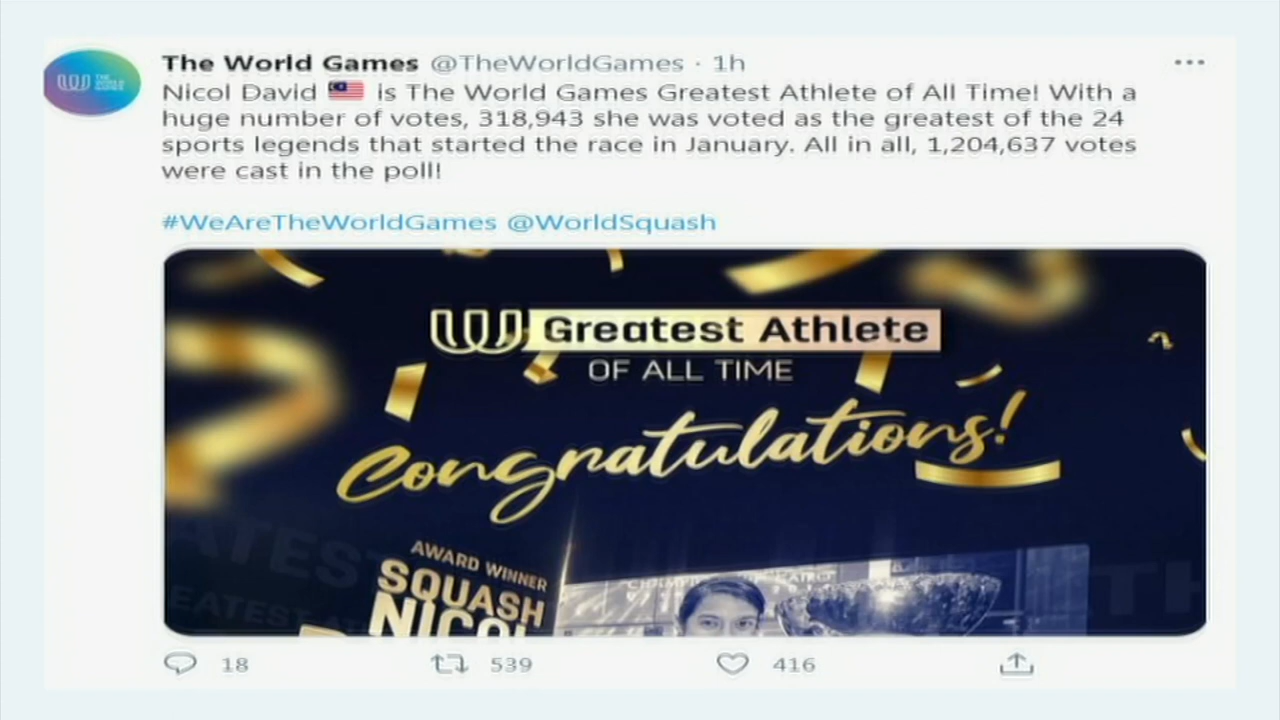 The World Games @TheWorldGames · 1h
Nicol David 🇲🇾 is The World Games Greatest Athlete of All Time! With a
huge number of votes, 318,943 she was voted as the greatest of the 24
sports legends that started the race in January. All in all, 1,204,637 votes
were cast in the poll!
#WeAreTheWorldGames @WorldSquash
Greatest Athlete
OF ALL TIME
Congratulations!
AWARD WINNER
SQUASH
NICOL
18 539 416